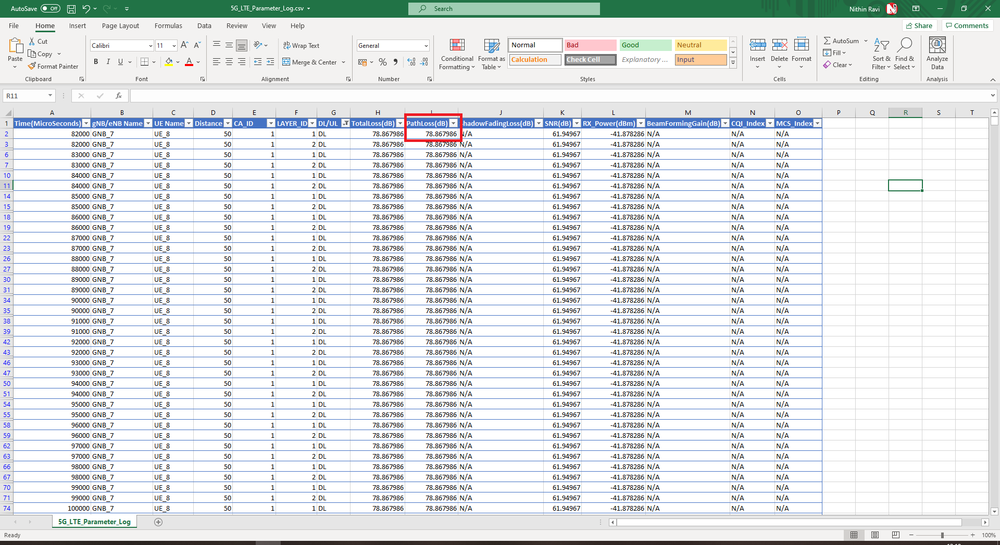 AutoSave Off 5G_LTE_Parameter_Log.csv Search Nithin Ravi
File Home Insert Page Layout Formulas Data Review View Help Share Comments
Paste Cut Copy Format Painter Clipboard
Calibri 11 B I U Font
Wrap Text Merge & Center Alignment
General % Number
Conditional Formatting Format as Table Normal Bad Good Neutral Calculation Check Cell Explanatory ... Input Styles
Insert Delete Format Cells
AutoSum Fill Clear Sort & Filter Find & Select Editing
Analyze Data Analysis
R11 fx
A B C D E F G H I J K L M N O P Q R S T
1 Time(MicroSeconds) gNB/eNB Name UE Name Distance CA_ID LAYER_ID DL/UL TotalLoss(dB) PathLoss(dB) hadowFadingLoss(dB) SNR(dB) RX_Power(dBm) BeamFormingGain(dB) CQI_Index MCS_Index
2 82000 GNB_7 UE_8 50 1 1 DL 78.867986 78.867986 N/A 61.94967 -41.878286 N/A N/A N/A
3 82000 GNB_7 UE_8 50 1 2 DL 78.867986 78.867986 N/A 61.94967 -41.878286 N/A N/A N/A
6 83000 GNB_7 UE_8 50 1 1 DL 78.867986 78.867986 N/A 61.94967 -41.878286 N/A N/A N/A
7 83000 GNB_7 UE_8 50 1 2 DL 78.867986 78.867986 N/A 61.94967 -41.878286 N/A N/A N/A
10 84000 GNB_7 UE_8 50 1 1 DL 78.867986 78.867986 N/A 61.94967 -41.878286 N/A N/A N/A
11 84000 GNB_7 UE_8 50 1 2 DL 78.867986 78.867986 N/A 61.94967 -41.878286 N/A N/A N/A
14 85000 GNB_7 UE_8 50 1 1 DL 78.867986 78.867986 N/A 61.94967 -41.878286 N/A N/A N/A
15 85000 GNB_7 UE_8 50 1 2 DL 78.867986 78.867986 N/A 61.94967 -41.878286 N/A N/A N/A
18 86000 GNB_7 UE_8 50 1 1 DL 78.867986 78.867986 N/A 61.94967 -41.878286 N/A N/A N/A
19 86000 GNB_7 UE_8 50 1 2 DL 78.867986 78.867986 N/A 61.94967 -41.878286 N/A N/A N/A
22 87000 GNB_7 UE_8 50 1 1 DL 78.867986 78.867986 N/A 61.94967 -41.878286 N/A N/A N/A
23 87000 GNB_7 UE_8 50 1 2 DL 78.867986 78.867986 N/A 61.94967 -41.878286 N/A N/A N/A
26 88000 GNB_7 UE_8 50 1 1 DL 78.867986 78.867986 N/A 61.94967 -41.878286 N/A N/A N/A
27 88000 GNB_7 UE_8 50 1 2 DL 78.867986 78.867986 N/A 61.94967 -41.878286 N/A N/A N/A
30 89000 GNB_7 UE_8 50 1 1 DL 78.867986 78.867986 N/A 61.94967 -41.878286 N/A N/A N/A
31 89000 GNB_7 UE_8 50 1 2 DL 78.867986 78.867986 N/A 61.94967 -41.878286 N/A N/A N/A
34 90000 GNB_7 UE_8 50 1 1 DL 78.867986 78.867986 N/A 61.94967 -41.878286 N/A N/A N/A
35 90000 GNB_7 UE_8 50 1 2 DL 78.867986 78.867986 N/A 61.94967 -41.878286 N/A N/A N/A
38 91000 GNB_7 UE_8 50 1 1 DL 78.867986 78.867986 N/A 61.94967 -41.878286 N/A N/A N/A
39 91000 GNB_7 UE_8 50 1 2 DL 78.867986 78.867986 N/A 61.94967 -41.878286 N/A N/A N/A
42 92000 GNB_7 UE_8 50 1 1 DL 78.867986 78.867986 N/A 61.94967 -41.878286 N/A N/A N/A
43 92000 GNB_7 UE_8 50 1 2 DL 78.867986 78.867986 N/A 61.94967 -41.878286 N/A N/A N/A
46 93000 GNB_7 UE_8 50 1 1 DL 78.867986 78.867986 N/A 61.94967 -41.878286 N/A N/A N/A
47 93000 GNB_7 UE_8 50 1 2 DL 78.867986 78.867986 N/A 61.94967 -41.878286 N/A N/A N/A
50 94000 GNB_7 UE_8 50 1 1 DL 78.867986 78.867986 N/A 61.94967 -41.878286 N/A N/A N/A
51 94000 GNB_7 UE_8 50 1 2 DL 78.867986 78.867986 N/A 61.94967 -41.878286 N/A N/A N/A
54 95000 GNB_7 UE_8 50 1 1 DL 78.867986 78.867986 N/A 61.94967 -41.878286 N/A N/A N/A
55 95000 GNB_7 UE_8 50 1 2 DL 78.867986 78.867986 N/A 61.94967 -41.878286 N/A N/A N/A
58 96000 GNB_7 UE_8 50 1 1 DL 78.867986 78.867986 N/A 61.94967 -41.878286 N/A N/A N/A
59 96000 GNB_7 UE_8 50 1 2 DL 78.867986 78.867986 N/A 61.94967 -41.878286 N/A N/A N/A
62 97000 GNB_7 UE_8 50 1 1 DL 78.867986 78.867986 N/A 61.94967 -41.878286 N/A N/A N/A
63 97000 GNB_7 UE_8 50 1 2 DL 78.867986 78.867986 N/A 61.94967 -41.878286 N/A N/A N/A
66 98000 GNB_7 UE_8 50 1 1 DL 78.867986 78.867986 N/A 61.94967 -41.878286 N/A N/A N/A
67 98000 GNB_7 UE_8 50 1 2 DL 78.867986 78.867986 N/A 61.94967 -41.878286 N/A N/A N/A
70 99000 GNB_7 UE_8 50 1 1 DL 78.867986 78.867986 N/A 61.94967 -41.878286 N/A N/A N/A
71 99000 GNB_7 UE_8 50 1 2 DL 78.867986 78.867986 N/A 61.94967 -41.878286 N/A N/A N/A
74 100000 GNB_7 UE_8 50 1 1 DL 78.867986 78.867986 N/A 61.94967 -41.878286 N/A N/A N/A
5G_LTE_Parameter_Log
Ready 100%